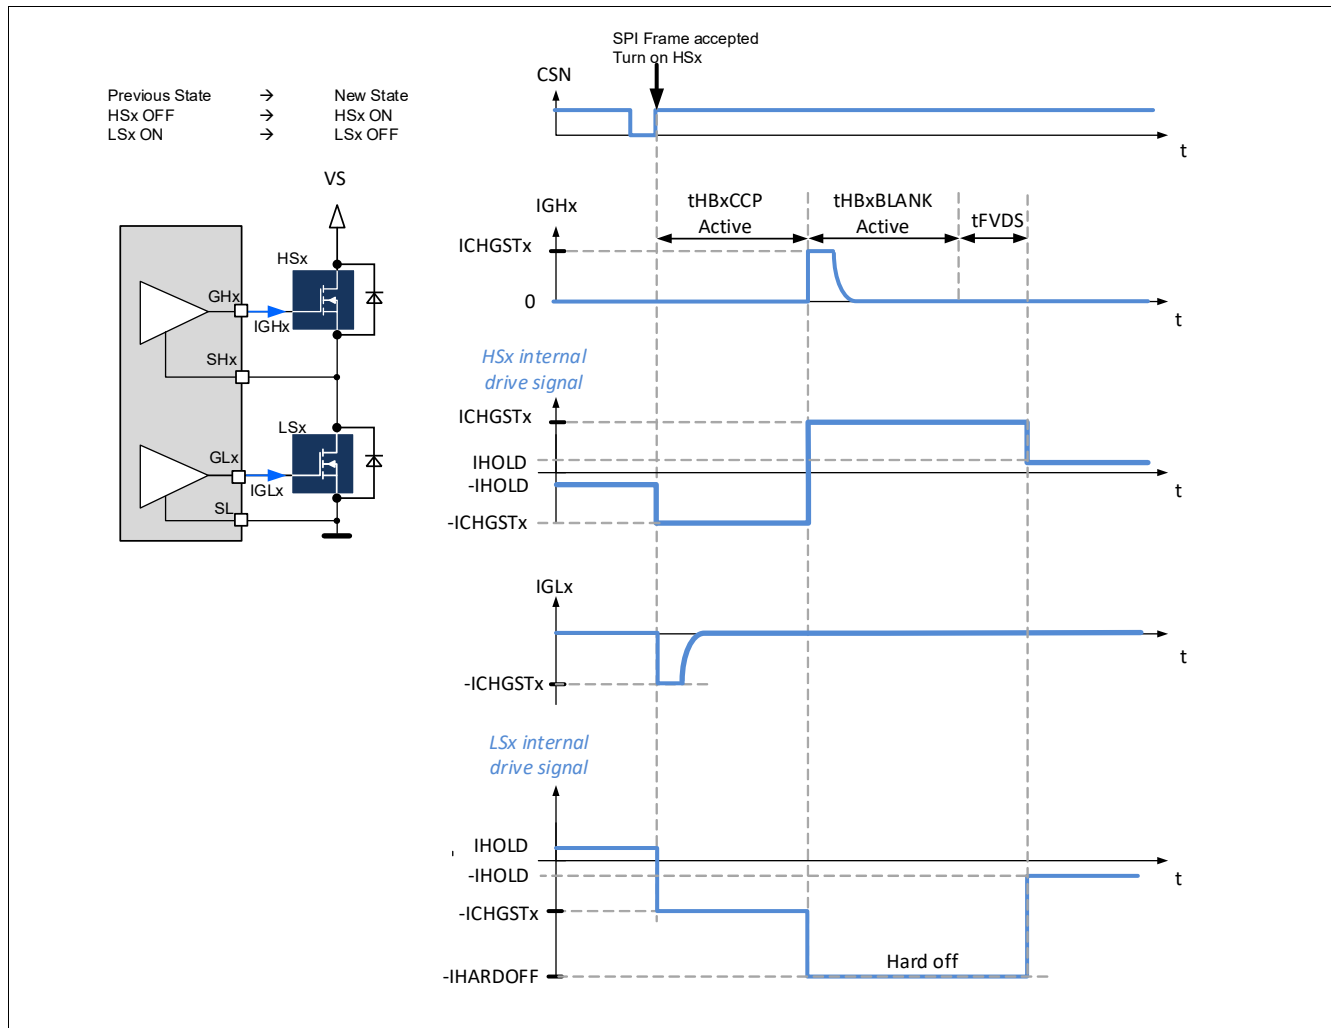 SPI Frame accepted
Turn on HSx
CSN
t
Previous State → New State
HSx OFF → HSx ON
LSx ON → LSx OFF
VS
HSx
GHx
IGHx
SHx
LSx
GLx
IGLx
SL
IGHx
tHBxCCP
Active
tHBxBLANK
Active
tFVDS
ICHGSTx
0
t
HSx internal
drive signal
ICHGSTx
IHOLD
-IHOLD
-ICHGSTx
t
IGLx
-ICHGSTx
t
LSx internal
drive signal
IHOLD
-IHOLD
-ICHGSTx
-IHARDOFF
Hard off
t